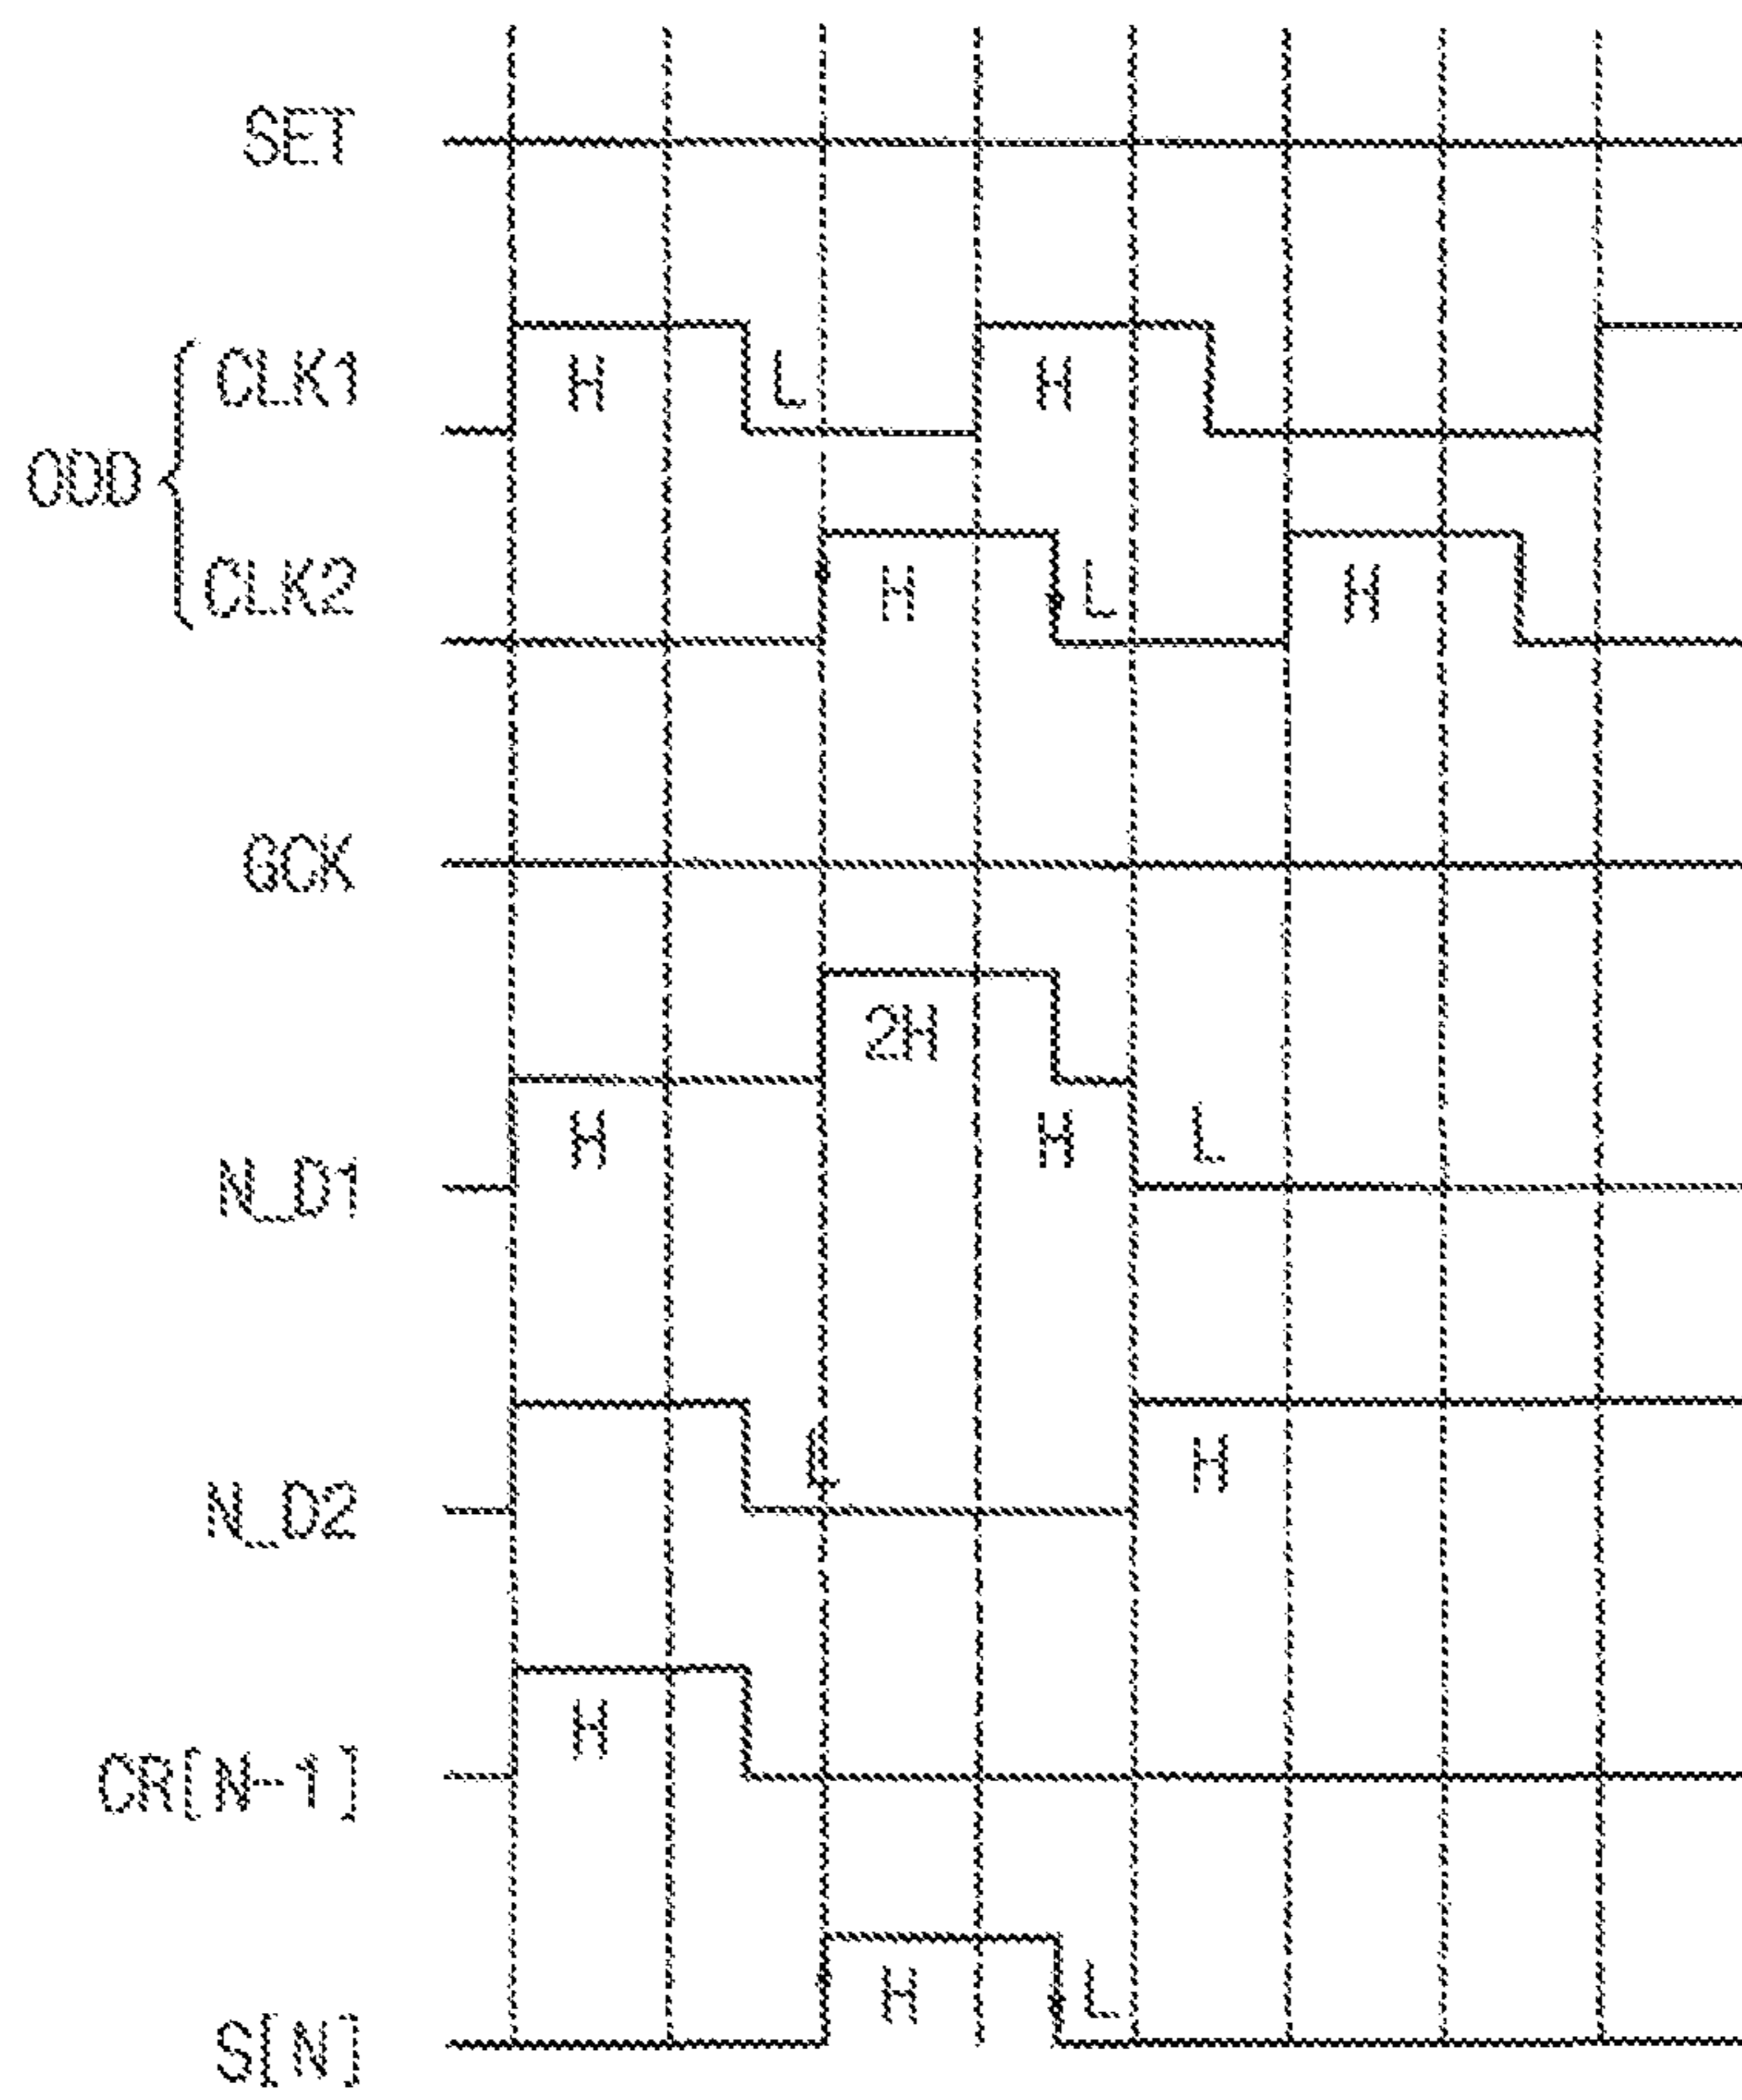 SET
CLK1
H
L
H
ODD
CLK2
H
L
H
GCK
2H
H
H
L
N_D1
L
H
N_D2
H
CR[N-1]
H
L
S[N]